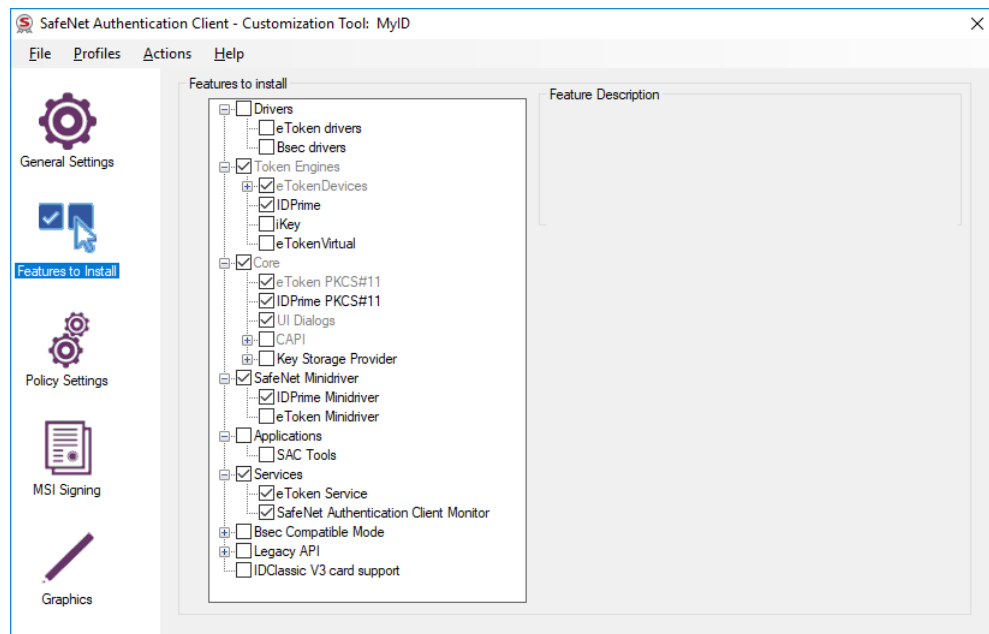 SafeNet Authentication Client - Customization Tool: MyID
File Profiles Actions Help
General Settings
Features to Install
Policy Settings
MSI Signing
Graphics
Features to install
Drivers
eToken drivers
Bsec drivers
Token Engines
eTokenDevices
IDPrime
iKey
eTokenVirtual
Core
eToken PKCS#11
IDPrime PKCS#11
UI Dialogs
CAPI
Key Storage Provider
SafeNet Minidriver
IDPrime Minidriver
eToken Minidriver
Applications
SAC Tools
Services
eToken Service
SafeNet Authentication Client Monitor
Bsec Compatible Mode
Legacy API
IDClassic V3 card support
Feature Description